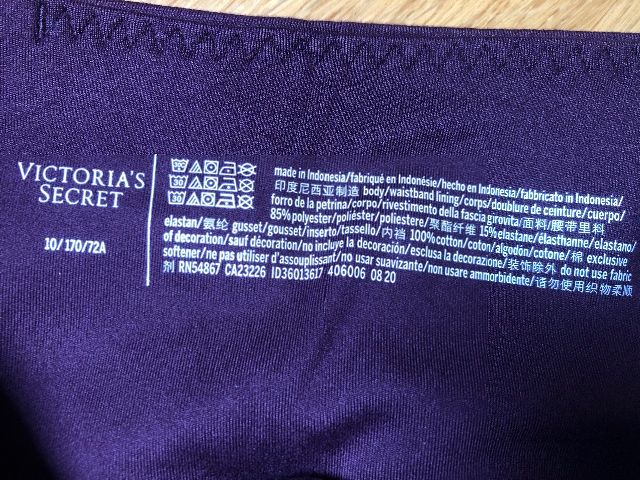 VICTORIA'S
SECRET
10/170/72A
made in Indonesia/fabriqué en Indonésie/hecho en Indonesia/fabbricato in Indonesia/
印度尼西亚制造 body/waistband lining/corps/doublure de ceinture/cuerpo/
forro de la petrina/corpo/rivestimento della fascia girovita/面料/腰带里料
85% polyester/poliéster/poliestere/聚酯纤维 15% elastane/élasthanne/elastano/
elastan/氨纶 gusset/gousset/inserto/tassello/内裆 100% cotton/coton/algodón/cotone/棉 exclusive
of decoration/sauf décoration/no incluye la decoración/esclusa la decorazione/装饰除外 do not use fabric
softener/ne pas utiliser d'assouplissant/no usar suavizante/non usare ammorbidente/请勿使用织物柔顺
剂 RN54867 CA23226 ID36013617 406006 08 20